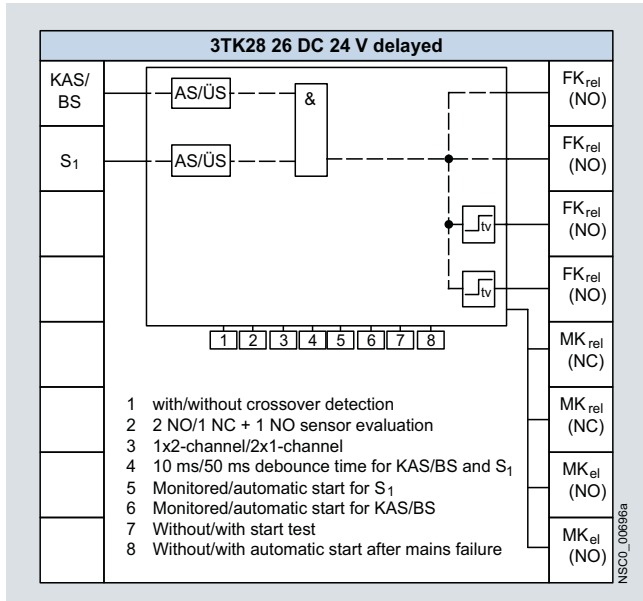 3TK28 26 DC 24 V delayed
KAS/
BS
AS/ÜS
&
FKrel
(NO)
S1
AS/ÜS
FKrel
(NO)
tv
FKrel
(NO)
tv
FKrel
(NO)
1 2 3 4 5 6 7 8
MKrel
(NC)
MKrel
(NC)
MKel
(NO)
MKel
(NO)
1 with/without crossover detection
2 2 NO/1 NC + 1 NO sensor evaluation
3 1x2-channel/2x1-channel
4 10 ms/50 ms debounce time for KAS/BS and S1
5 Monitored/automatic start for S1
6 Monitored/automatic start for KAS/BS
7 Without/with start test
8 Without/with automatic start after mains failure
NSC0_00696a